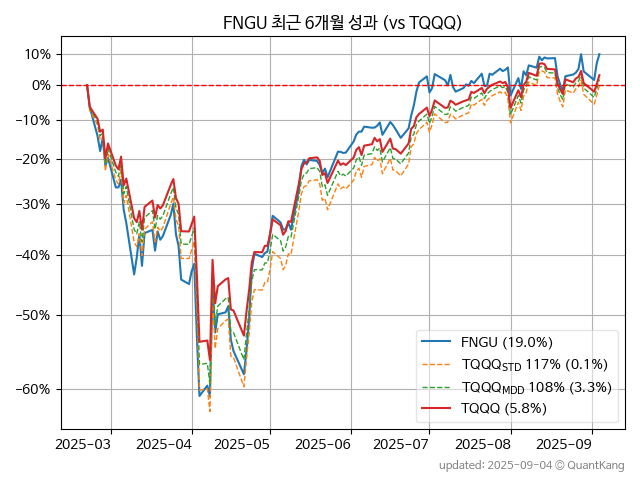 FNGU 최근 6개월 성과 (vs TQQQ)
10%
0%
−10%
−20%
−30%
−40%
−50%
−60%
FNGU (19.0%)
TQQQSTD 117% (0.1%)
TQQQMDD 108% (3.3%)
TQQQ (5.8%)
2025-03 2025-04 2025-05 2025-06 2025-07 2025-08 2025-09
updated: 2025-09-04 © QuantKang